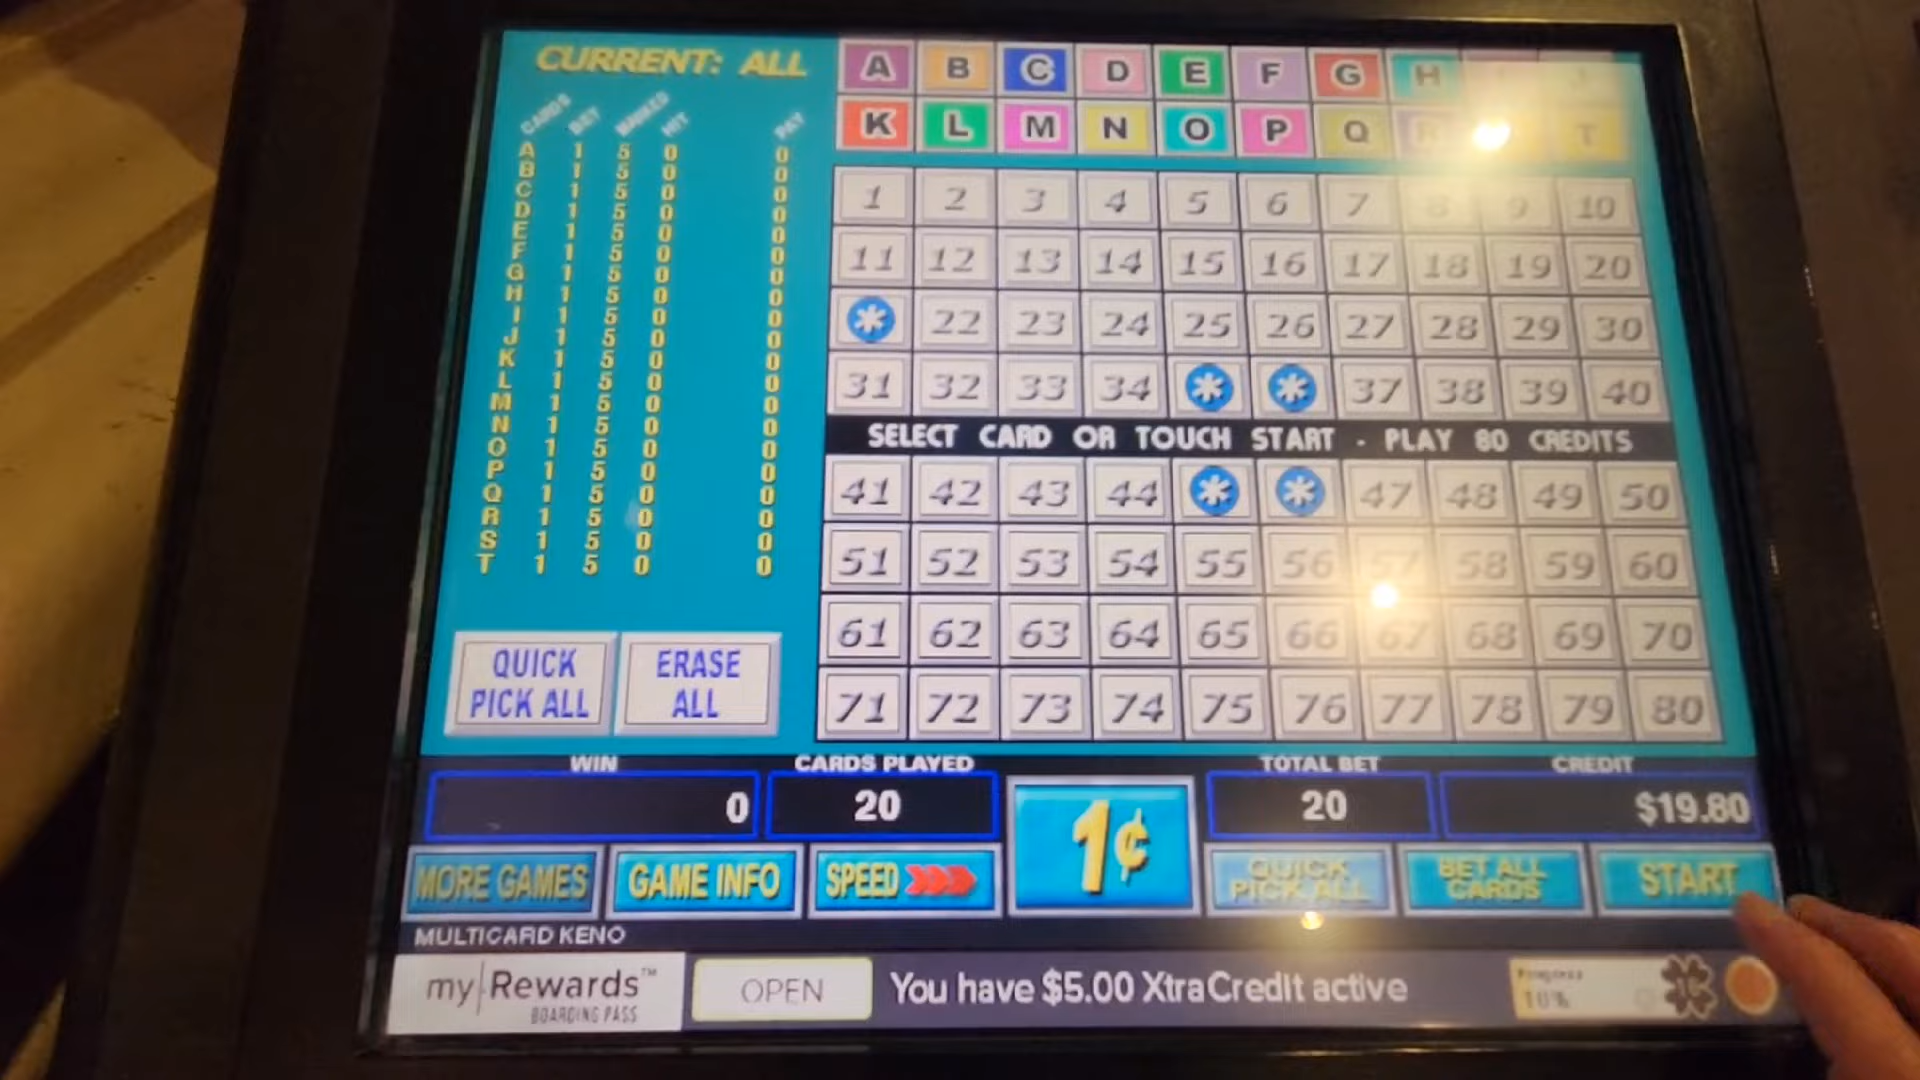 CURRENT: ALL
CARDS BET MARKED HIT PAY
A 1 5 0 0
B 1 5 0 0
C 1 5 0 0
D 1 5 0 0
E 1 5 0 0
F 1 5 0 0
G 1 5 0 0
H 1 5 0 0
I 1 5 0 0
J 1 5 0 0
K 1 5 0 0
L 1 5 0 0
M 1 5 0 0
N 1 5 0 0
O 1 5 0 0
P 1 5 0 0
Q 1 5 0 0
R 1 5 0 0
S 1 5 0 0
T 1 5 0 0
QUICK
PICK ALL
ERASE
ALL
A B C D E F G H
K L M N O P Q R T
1 2 3 4 5 6 7 8 9 10
11 12 13 14 15 16 17 18 19 20
* 22 23 24 25 26 27 28 29 30
31 32 33 34 * * 37 38 39 40
SELECT CARD OR TOUCH START - PLAY 80 CREDITS
41 42 43 44 * * 47 48 49 50
51 52 53 54 55 56 57 58 59 60
61 62 63 64 65 66 67 68 69 70
71 72 73 74 75 76 77 78 79 80
WIN CARDS PLAYED TOTAL BET CREDIT
0 20 1¢ 20 $19.80
MORE GAMES GAME INFO SPEED
QUICK
PICK ALL
BET ALL
CARDS
START
MULTICARD KENO
my|Rewards™
BOARDING PASS
OPEN
You have $5.00 XtraCredit active
Progress
10%